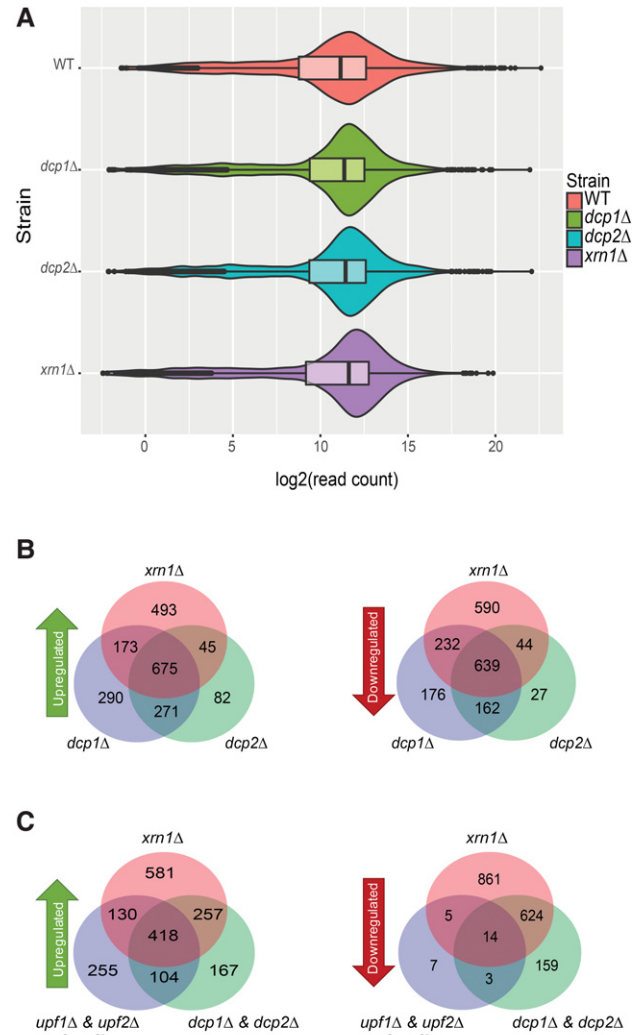 A
Strain
WT
dcp1Δ
dcp2Δ
xrn1Δ
0 5 10 15 20
log2(read count)
Strain
WT
dcp1Δ
dcp2Δ
xrn1Δ
B
Upregulated
xrn1Δ
493
173 45
675
290 271 82
dcp1Δ dcp2Δ
Downregulated
xrn1Δ
590
232 44
639
176 162 27
dcp1Δ dcp2Δ
C
Upregulated
xrn1Δ
581
130 257
418
255 104 167
upf1Δ & upf2Δ dcp1Δ & dcp2Δ
Downregulated
xrn1Δ
861
5 624
14
7 3 159
upf1Δ & upf2Δ dcp1Δ & dcp2Δ